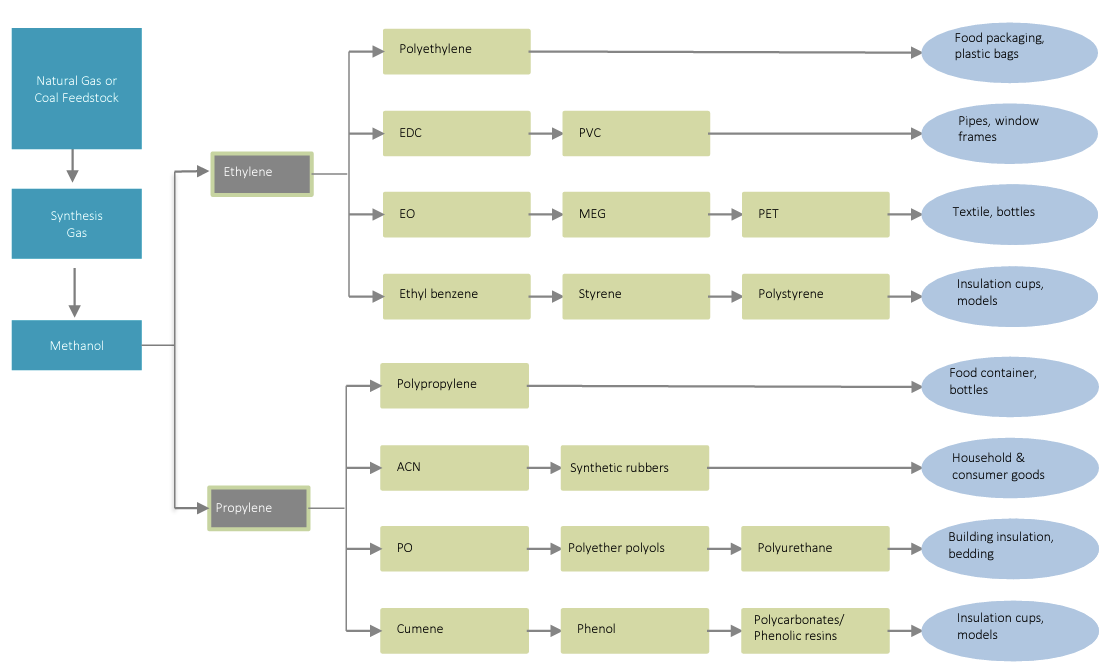 Natural Gas or
Coal Feedstock
Synthesis
Gas
Methanol
Ethylene
Propylene
Polyethylene
Food packaging,
plastic bags
EDC
PVC
Pipes, window
frames
EO
MEG
PET
Textile, bottles
Ethyl benzene
Styrene
Polystyrene
Insulation cups,
models
Polypropylene
Food container,
bottles
ACN
Synthetic rubbers
Household &
consumer goods
PO
Polyether polyols
Polyurethane
Building insulation,
bedding
Cumene
Phenol
Polycarbonates/
Phenolic resins
Insulation cups,
models